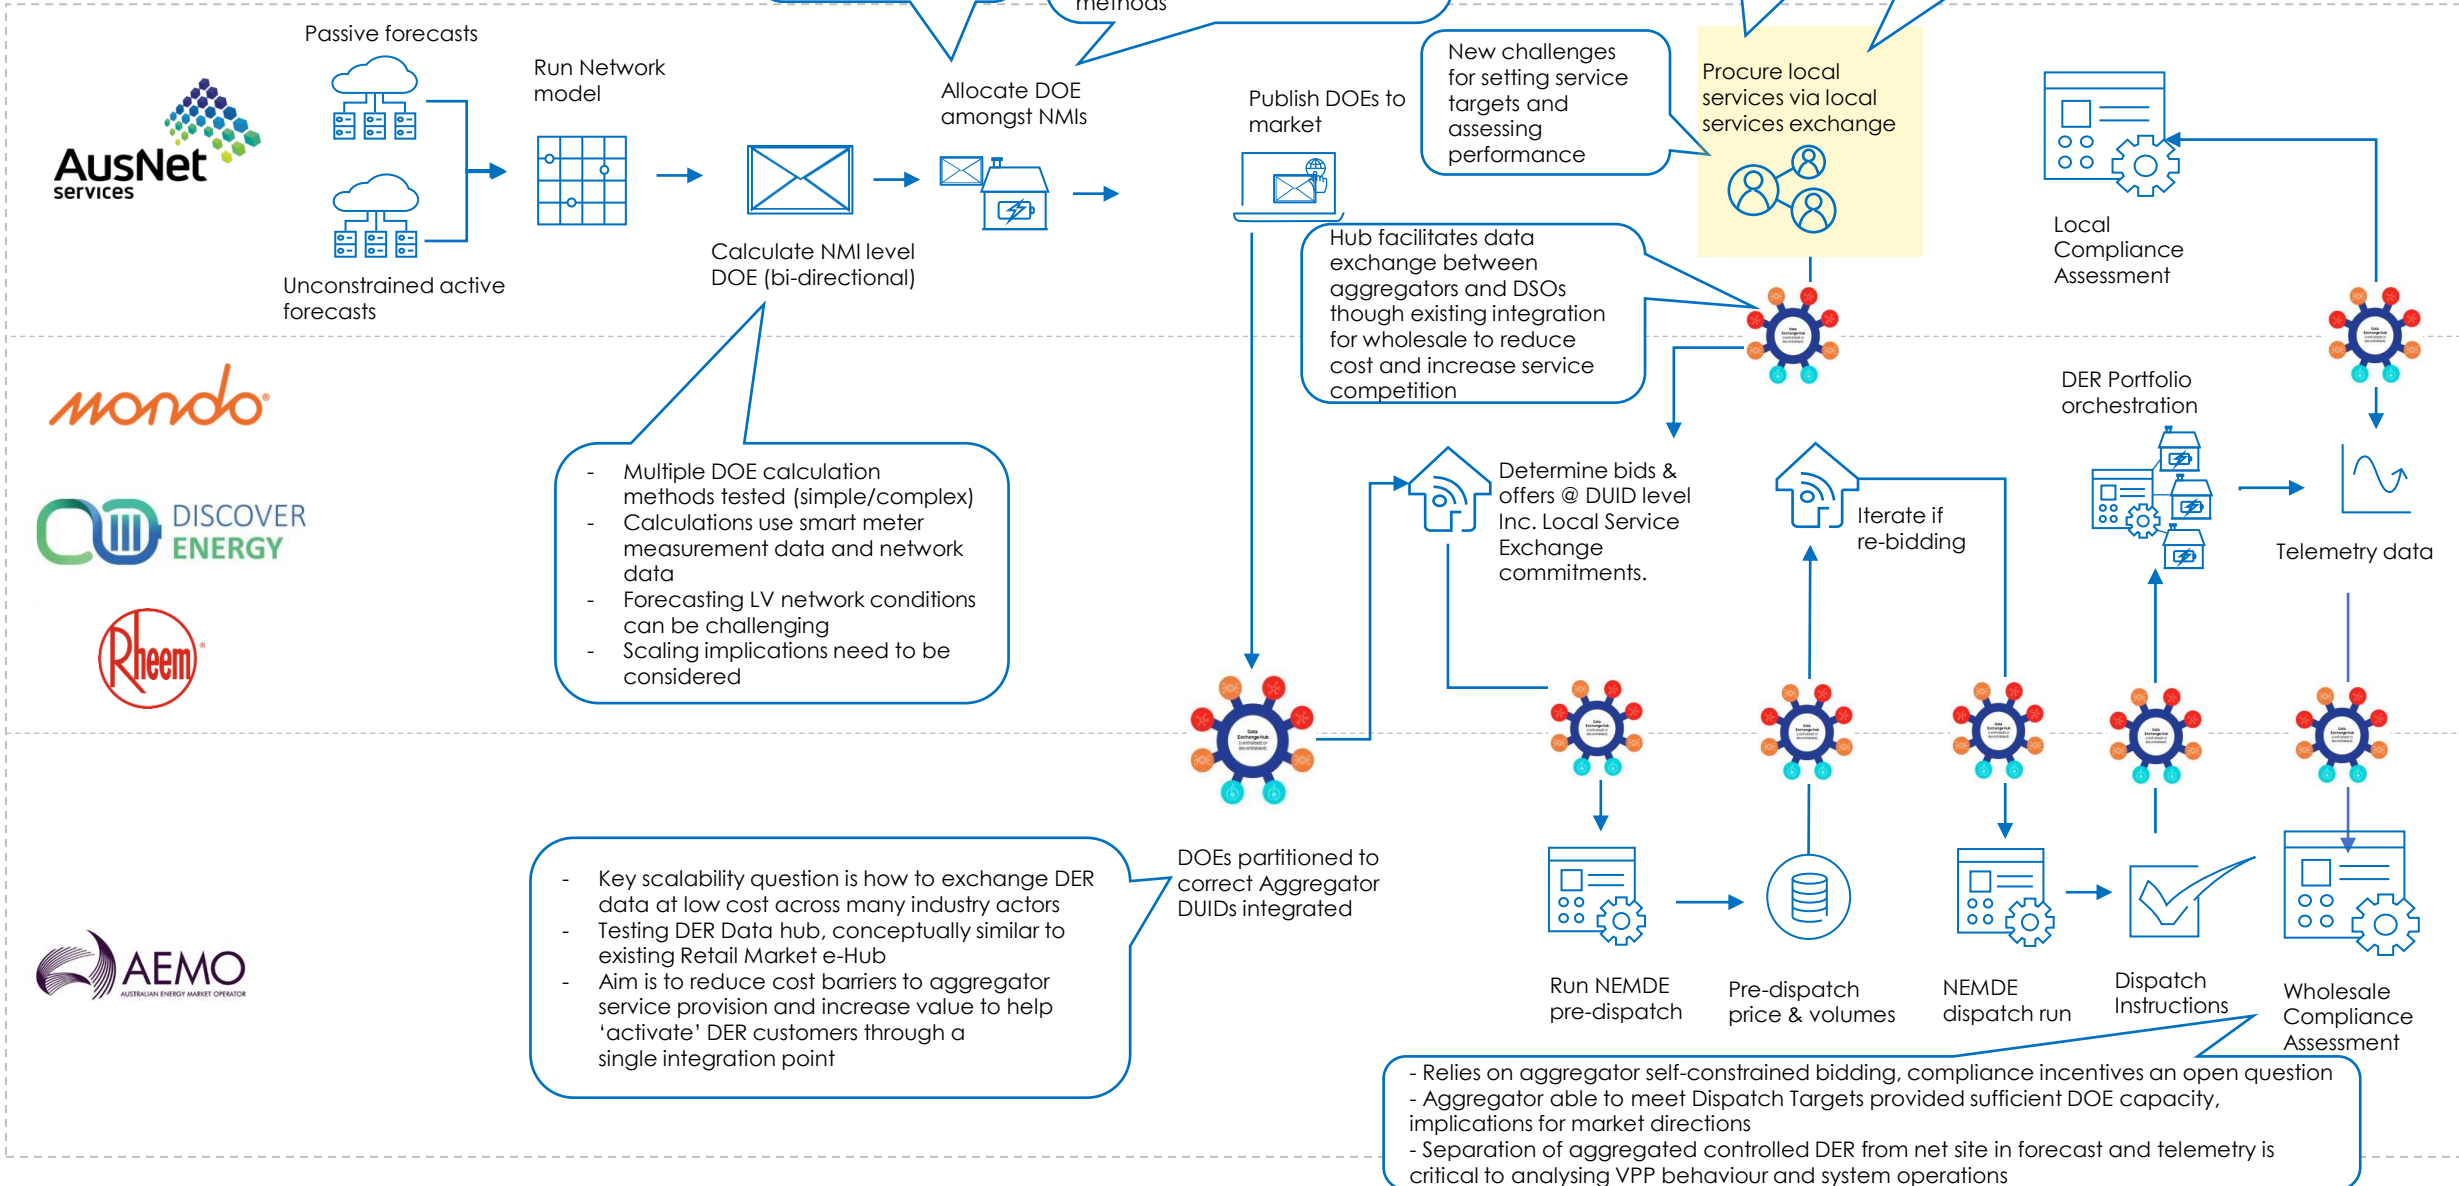 methods
Passive forecasts
Run Network
model
Allocate DOE
amongst NMIs
Publish DOEs to
market
New challenges
for setting service
targets and
assessing
performance
Procure local
services via local
services exchange
AusNet
services
Calculate NMI level
DOE (bi-directional)
Unconstrained active
forecasts
Hub facilitates data
exchange between
aggregators and DSOs
though existing integration
for wholesale to reduce
cost and increase service
competition
Local
Compliance
Assessment
mondo
DISCOVER
ENERGY
Rheem
- Multiple DOE calculation
methods tested (simple/complex)
- Calculations use smart meter
measurement data and network
data
- Forecasting LV network conditions
can be challenging
- Scaling implications need to be
considered
Determine bids &
offers @ DUID level
Inc. Local Service
Exchange
commitments.
Iterate if
re-bidding
DER Portfolio
orchestration
Telemetry data
Data
Exchange Hub
(centralised or
decentralised)
AEMO
AUSTRALIAN ENERGY MARKET OPERATOR
- Key scalability question is how to exchange DER
data at low cost across many industry actors
- Testing DER Data hub, conceptually similar to
existing Retail Market e-Hub
- Aim is to reduce cost barriers to aggregator
service provision and increase value to help
‘activate’ DER customers through a
single integration point
DOEs partitioned to
correct Aggregator
DUIDs integrated
Run NEMDE
pre-dispatch
Pre-dispatch
price & volumes
NEMDE
dispatch run
Dispatch
Instructions
Wholesale
Compliance
Assessment
- Relies on aggregator self-constrained bidding, compliance incentives an open question
- Aggregator able to meet Dispatch Targets provided sufficient DOE capacity,
implications for market directions
- Separation of aggregated controlled DER from net site in forecast and telemetry is
critical to analysing VPP behaviour and system operations